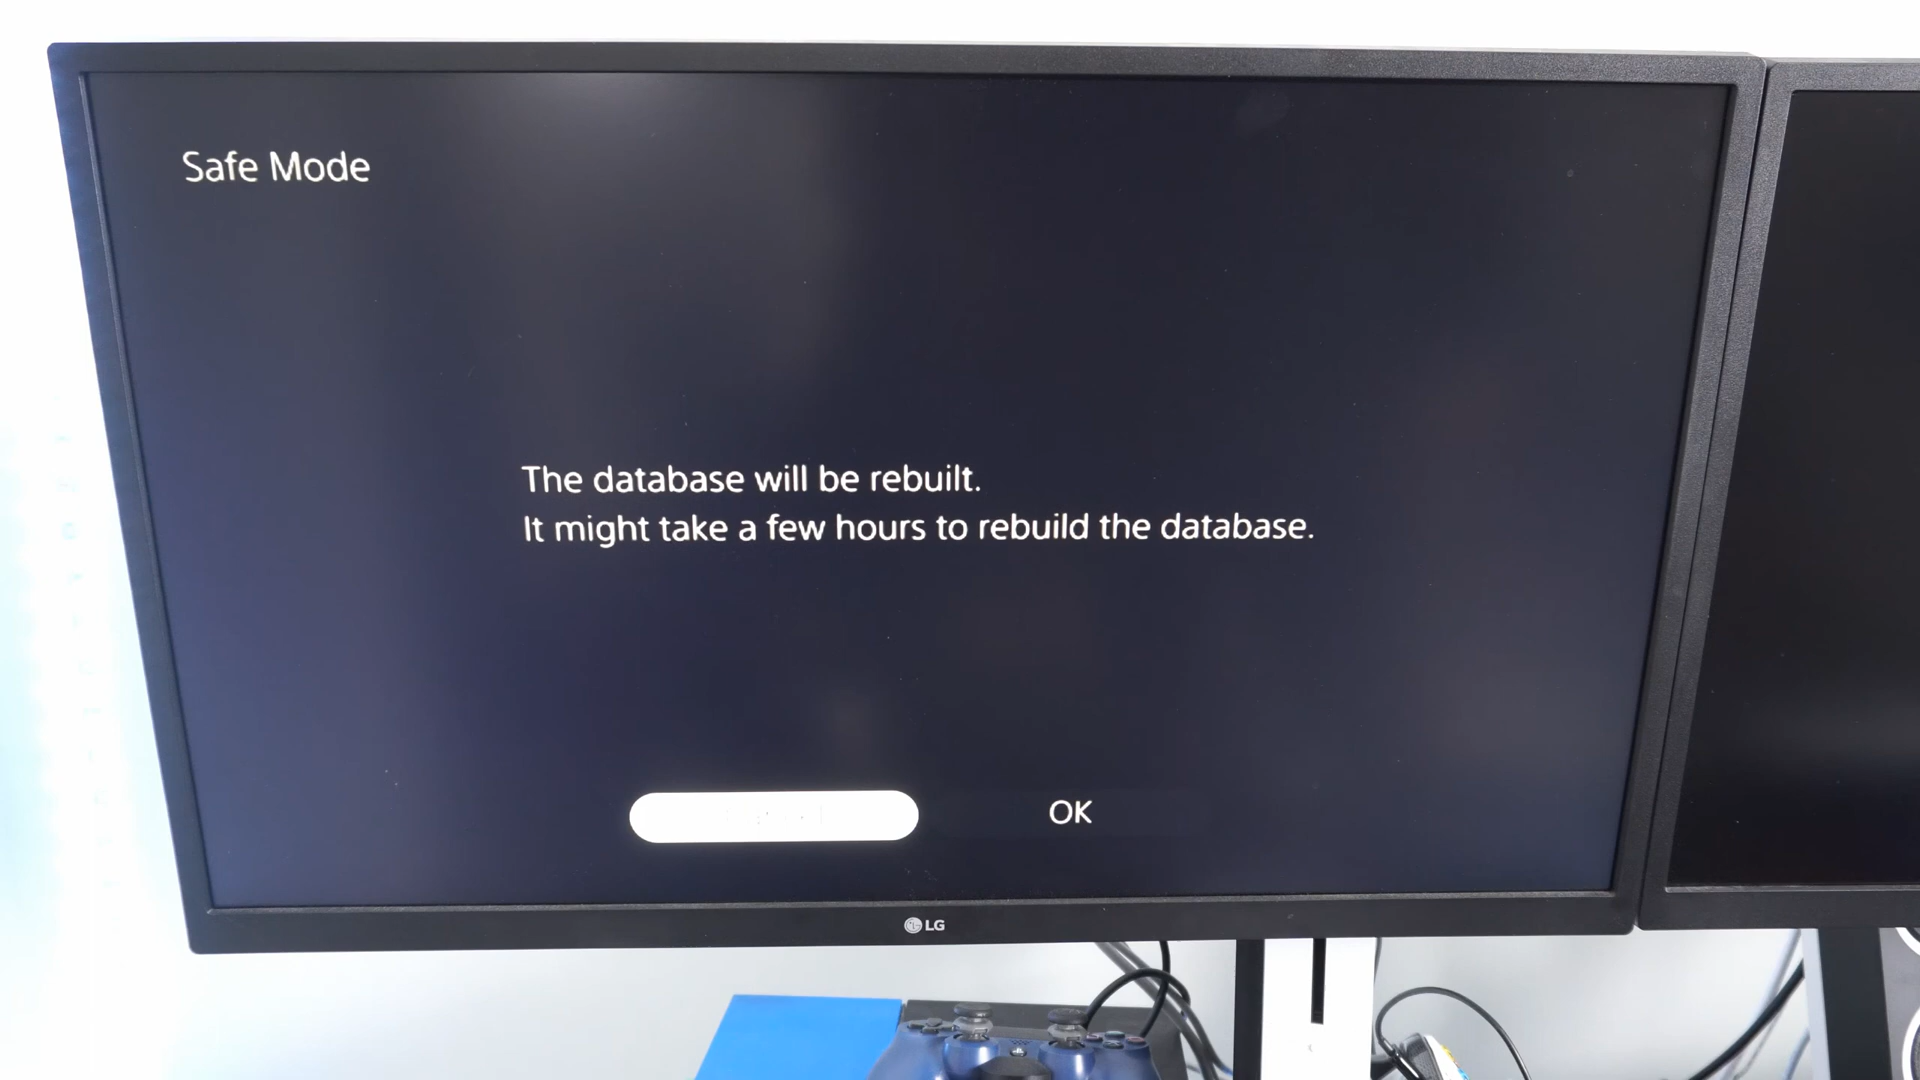 Safe Mode
The database will be rebuilt.
It might take a few hours to rebuild the database.
OK
LG